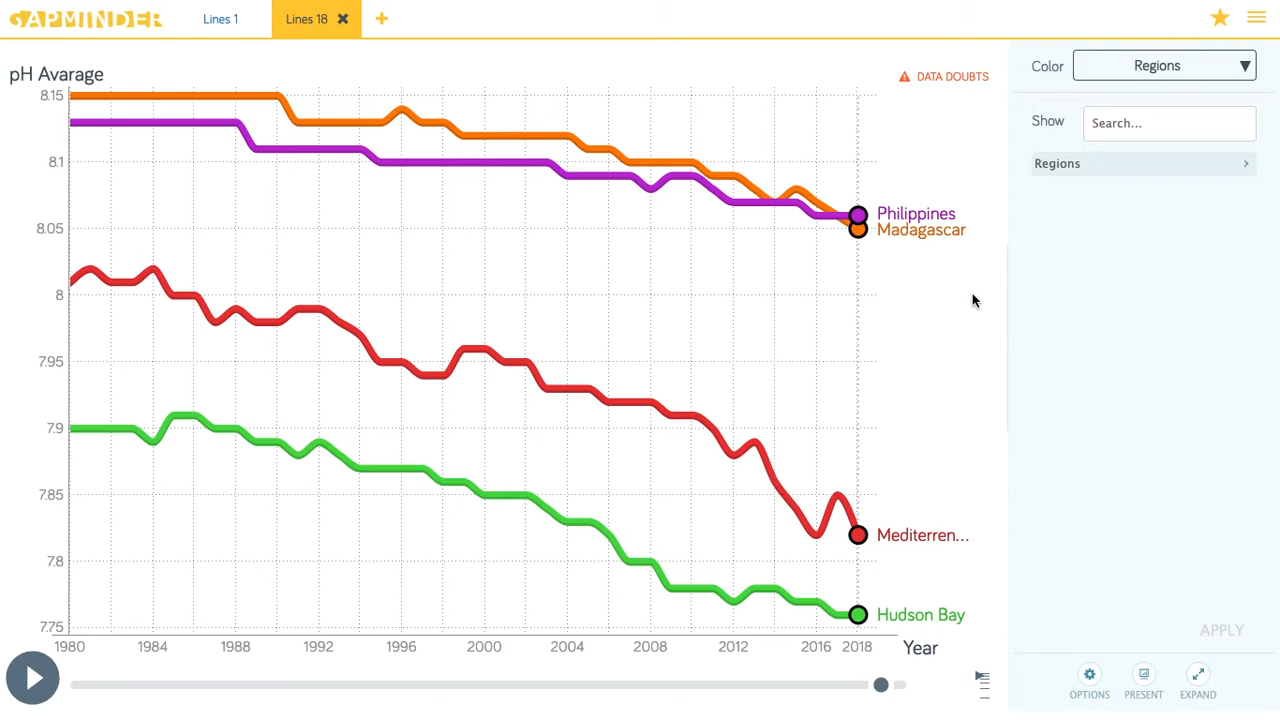 GAPMINDER
Lines 1
Lines 18
pH Avarage
DATA DOUBTS
8.15
8.1
8.05
8
7.95
7.9
7.85
7.8
7.75
Philippines
Madagascar
Mediterren...
Hudson Bay
1980 1984 1988 1992 1996 2000 2004 2008 2012 2016 2018
Year
Color
Regions
Show
Search...
Regions
APPLY
OPTIONS
PRESENT
EXPAND